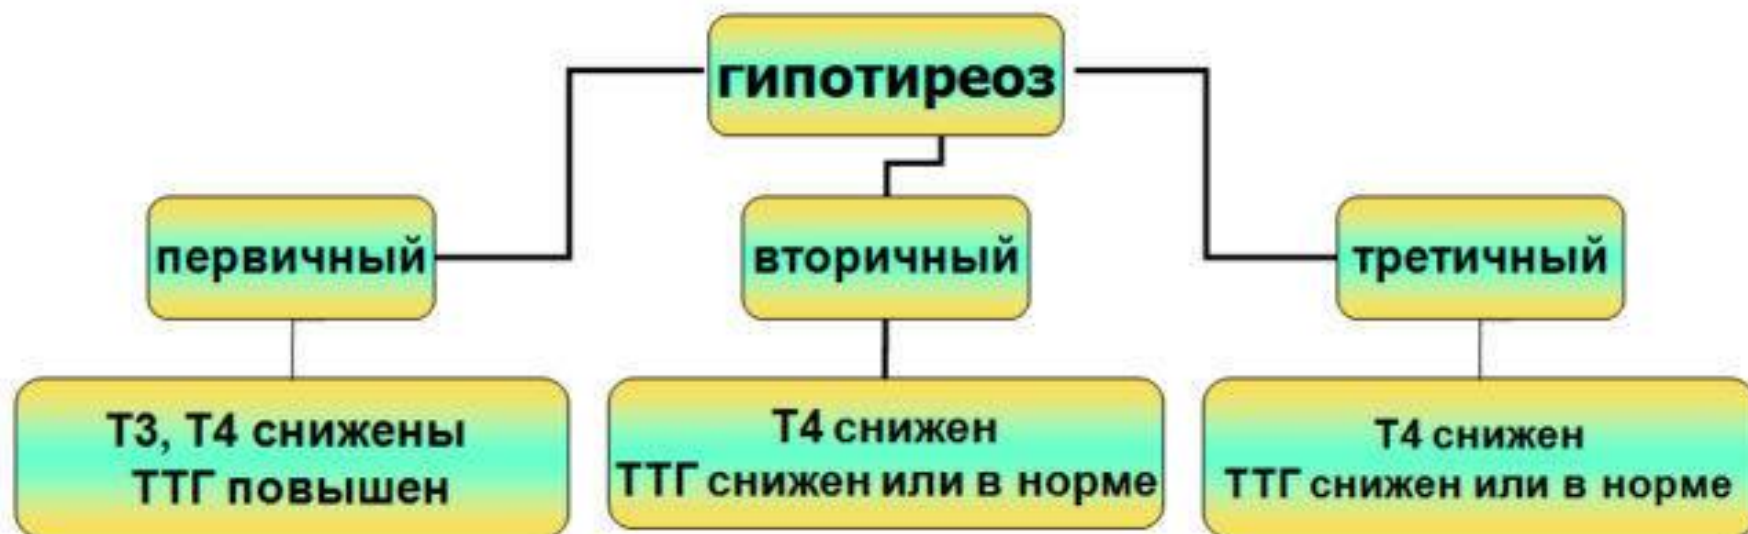 гипотиреоз
первичный
вторичный
третичный
Т3, Т4 снижены
ТТГ повышен
Т4 снижен
ТТГ снижен или в норме
Т4 снижен
ТТГ снижен или в норме